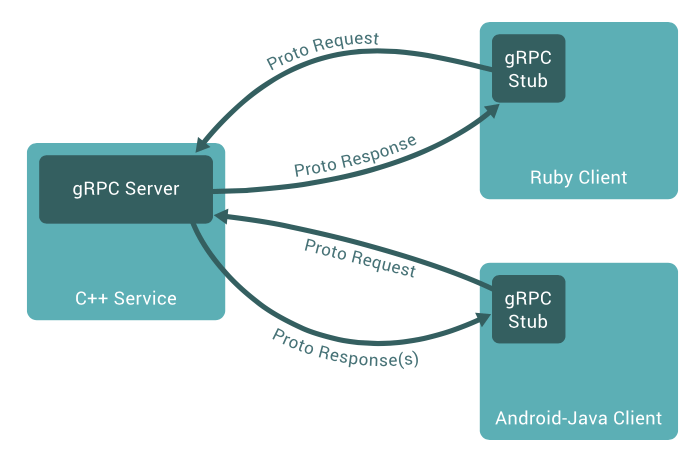 Proto Request
gRPC
Stub
Ruby Client
Proto Response
gRPC Server
C++ Service
Proto Request
gRPC
Stub
Android-Java Client
Proto Response(s)